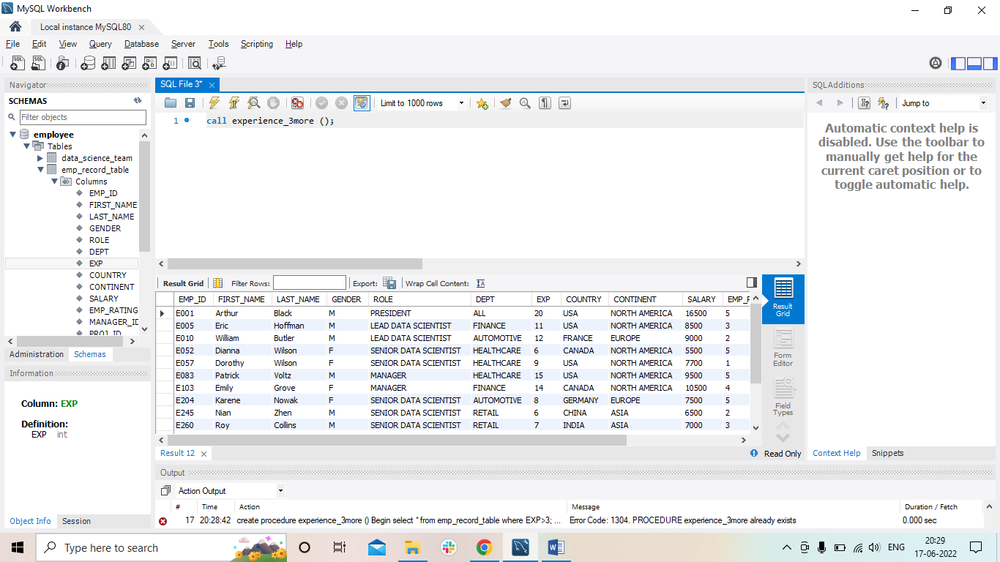 MySQL Workbench
Local instance MySQL80
File Edit View Query Database Server Tools Scripting Help
Navigator
SCHEMAS
Filter objects
employee
Tables
data_science_team
emp_record_table
Columns
EMP_ID
FIRST_NAME
LAST_NAME
GENDER
ROLE
DEPT
EXP
COUNTRY
CONTINENT
SALARY
EMP_RATING
MANAGER_ID
PROJ_ID
Administration Schemas
Information
Column: EXP
Definition:
EXP int
Object Info Session
SQL File 3*
Limit to 1000 rows
1 call experience_3more ();
Result Grid Filter Rows: Export: Wrap Cell Content:
EMP_ID FIRST_NAME LAST_NAME GENDER ROLE DEPT EXP COUNTRY CONTINENT SALARY EMP_R
E001 Arthur Black M PRESIDENT ALL 20 USA NORTH AMERICA 16500 5
E005 Eric Hoffman M LEAD DATA SCIENTIST FINANCE 11 USA NORTH AMERICA 8500 3
E010 William Butler M LEAD DATA SCIENTIST AUTOMOTIVE 12 FRANCE EUROPE 9000 2
E052 Dianna Wilson F SENIOR DATA SCIENTIST HEALTHCARE 6 CANADA NORTH AMERICA 5500 5
E057 Dorothy Wilson F SENIOR DATA SCIENTIST HEALTHCARE 9 USA NORTH AMERICA 7700 1
E083 Patrick Voltz M MANAGER HEALTHCARE 15 USA NORTH AMERICA 9500 5
E103 Emily Grove F MANAGER FINANCE 14 CANADA NORTH AMERICA 10500 4
E204 Karene Nowak F SENIOR DATA SCIENTIST AUTOMOTIVE 8 GERMANY EUROPE 7500 5
E245 Nian Zhen M SENIOR DATA SCIENTIST RETAIL 6 CHINA ASIA 6500 2
E260 Roy Collins M SENIOR DATA SCIENTIST RETAIL 7 INDIA ASIA 7000 3
Result Grid
Form Editor
Field Types
Result 12
Read Only
Output
Action Output
# Time Action Message Duration / Fetch
17 20:28:42 create procedure experience_3more () Begin select * from emp_record_table where EXP>3; ... Error Code: 1304. PROCEDURE experience_3more already exists 0.000 sec
SQLAdditions
Jump to
Automatic context help is
disabled. Use the toolbar to
manually get help for the
current caret position or to
toggle automatic help.
Context Help Snippets
Type here to search
ENG
20:29
17-06-2022